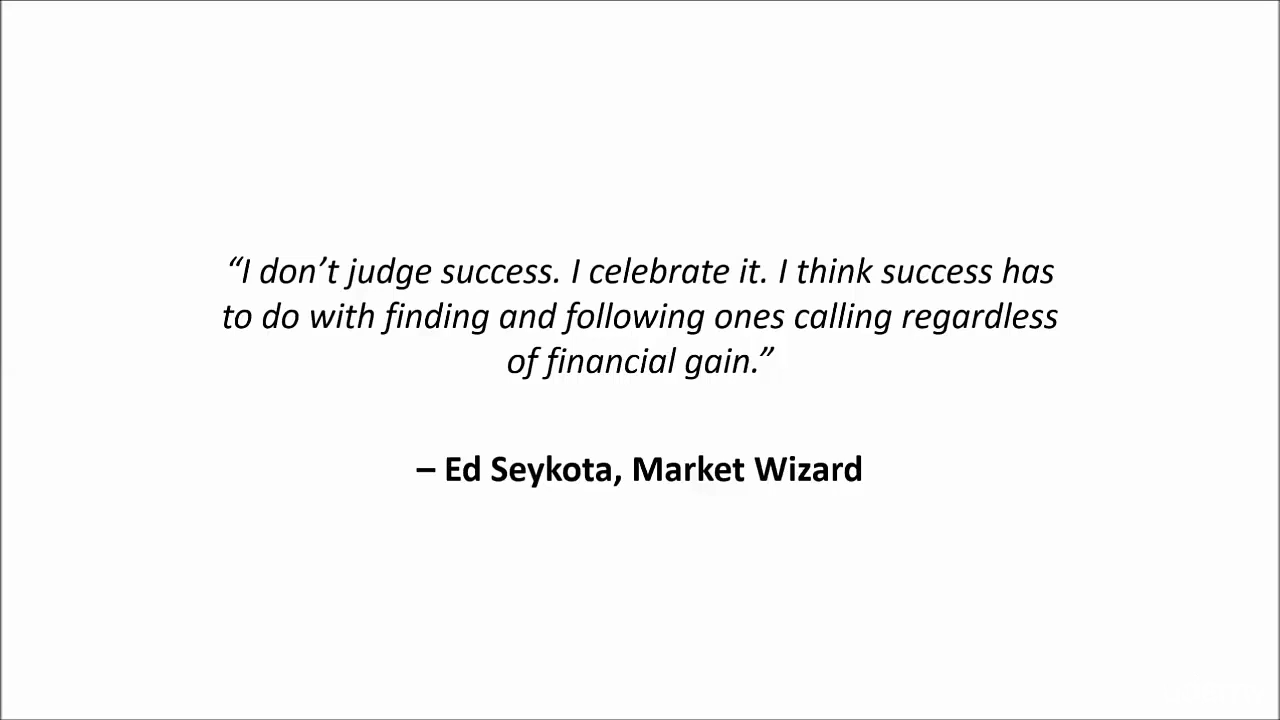 “I don’t judge success. I celebrate it. I think success has
to do with finding and following ones calling regardless
of financial gain.”
– Ed Seykota, Market Wizard